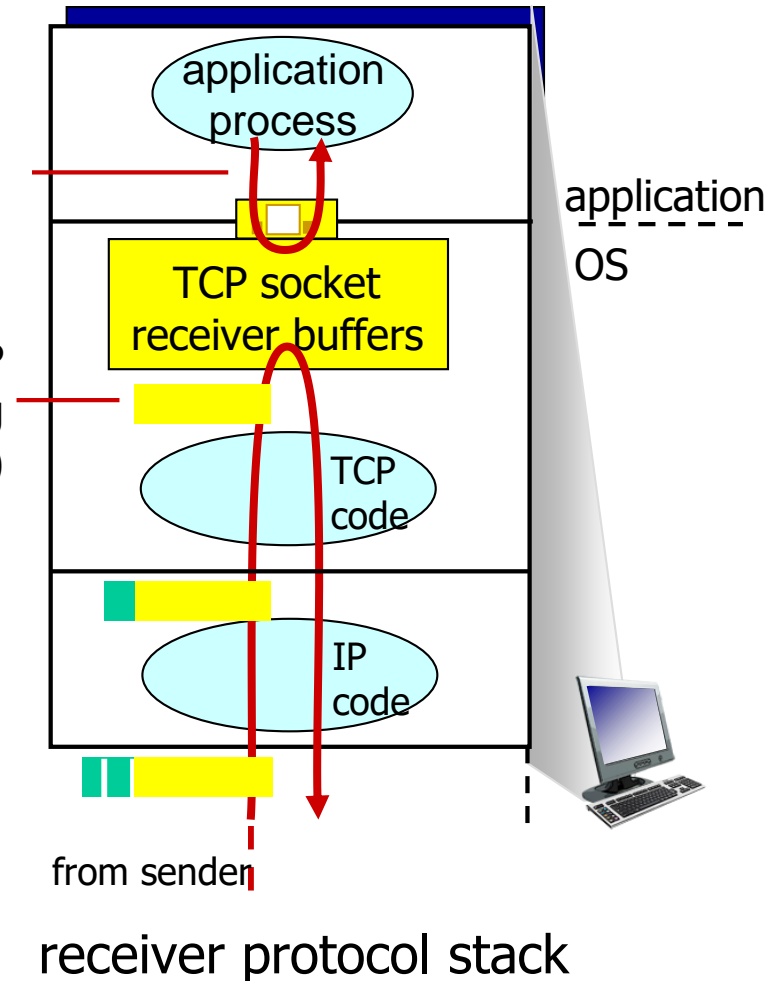 application
process
application
OS
TCP socket
receiver buffers
TCP
code
IP
code
from sender
receiver protocol stack